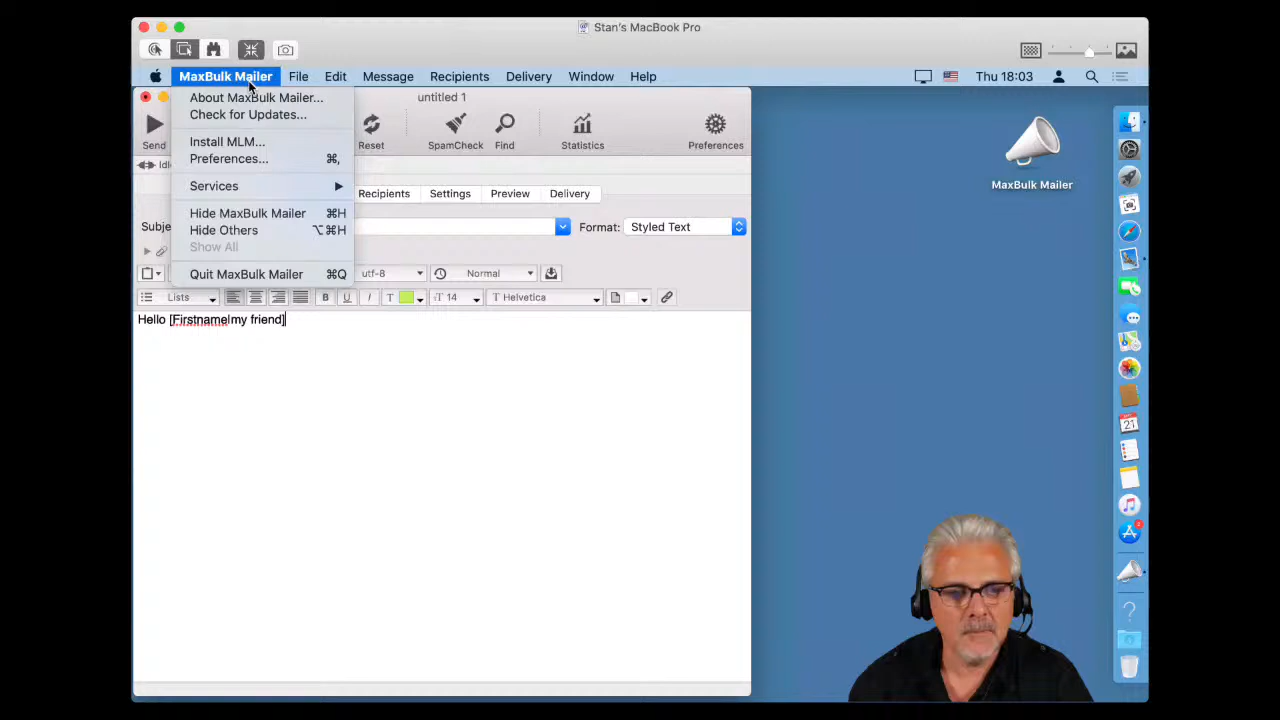 Stan's MacBook Pro
MaxBulk Mailer File Edit Message Recipients Delivery Window Help Thu 18:03
About MaxBulk Mailer...
Check for Updates...
Install MLM...
Preferences... ⌘,
Services
Hide MaxBulk Mailer ⌘H
Hide Others ⌥⌘H
Show All
Quit MaxBulk Mailer ⌘Q
untitled 1
Send Reset SpamCheck Find Statistics Preferences
Idle
Recipients Settings Preview Delivery
Subje Format: Styled Text
utf-8 Normal
Lists B U I T T 14 T Helvetica
Hello [Firstname|my friend]
MaxBulk Mailer
21